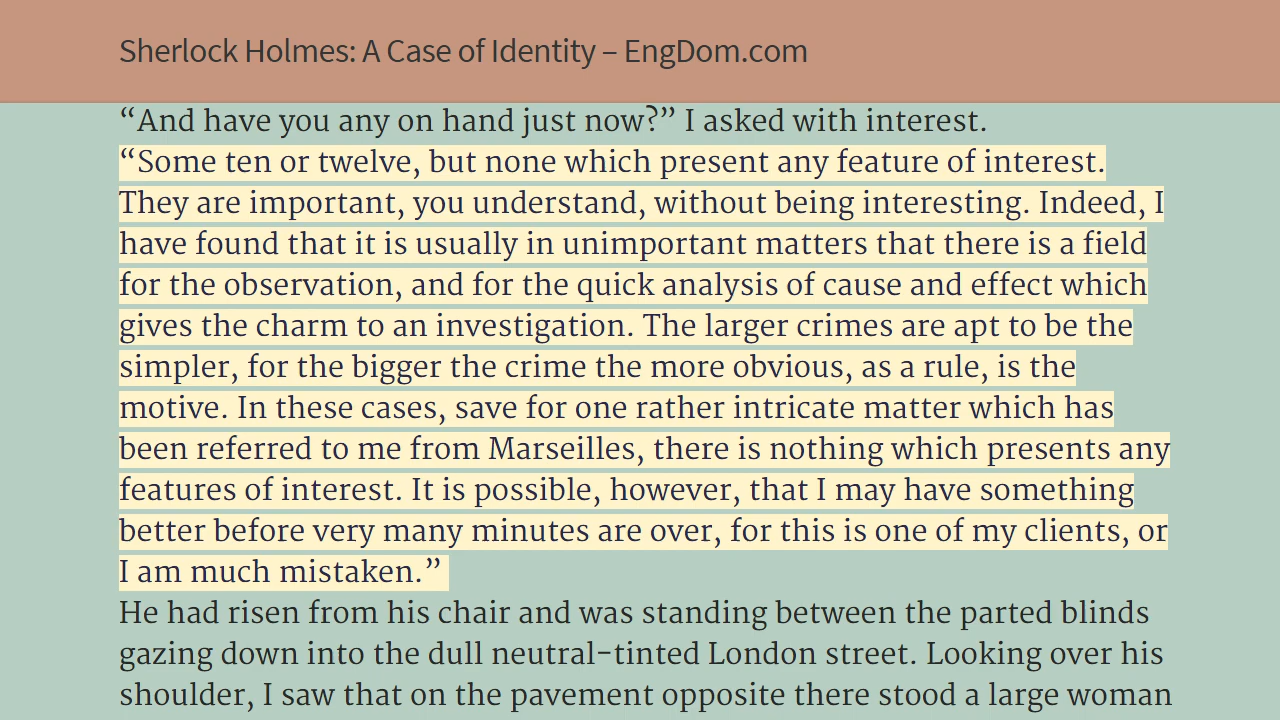 Sherlock Holmes: A Case of Identity – EngDom.com
“And have you any on hand just now?” I asked with interest.
“Some ten or twelve, but none which present any feature of interest.
They are important, you understand, without being interesting. Indeed, I
have found that it is usually in unimportant matters that there is a field
for the observation, and for the quick analysis of cause and effect which
gives the charm to an investigation. The larger crimes are apt to be the
simpler, for the bigger the crime the more obvious, as a rule, is the
motive. In these cases, save for one rather intricate matter which has
been referred to me from Marseilles, there is nothing which presents any
features of interest. It is possible, however, that I may have something
better before very many minutes are over, for this is one of my clients, or
I am much mistaken.”
He had risen from his chair and was standing between the parted blinds
gazing down into the dull neutral-tinted London street. Looking over his
shoulder, I saw that on the pavement opposite there stood a large woman